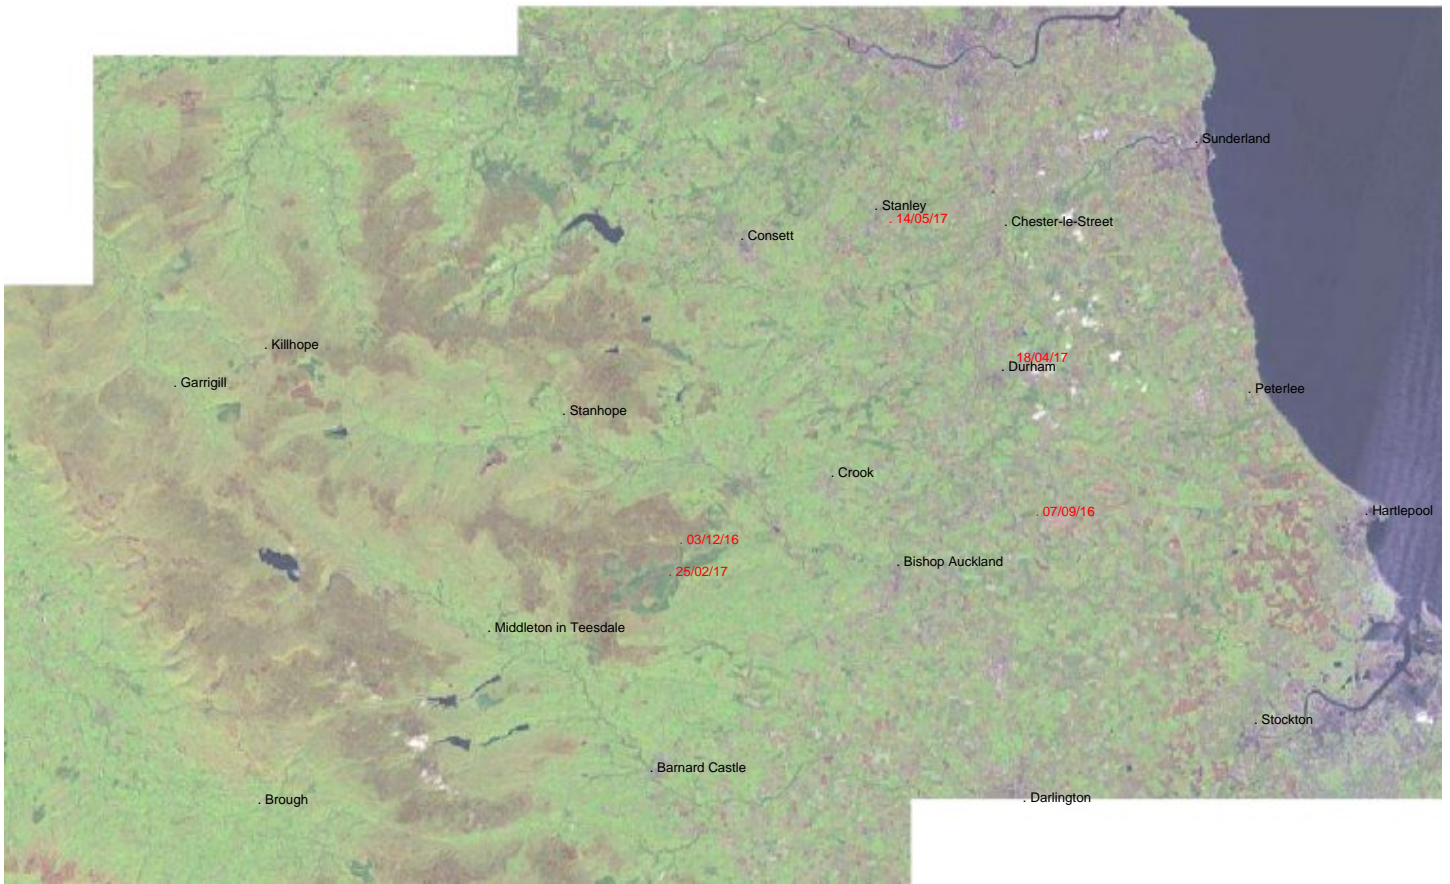 . Sunderland
. Stanley
. 14/05/17
. Chester-le-Street
. Consett
. Killhope
18/04/17
. Durham
. Garrigill
. Peterlee
. Stanhope
. Crook
. Hartlepool
. 07/09/16
. 03/12/16
. Bishop Auckland
. 25/02/17
. Middleton in Teesdale
. Stockton
. Barnard Castle
. Brough
. Darlington